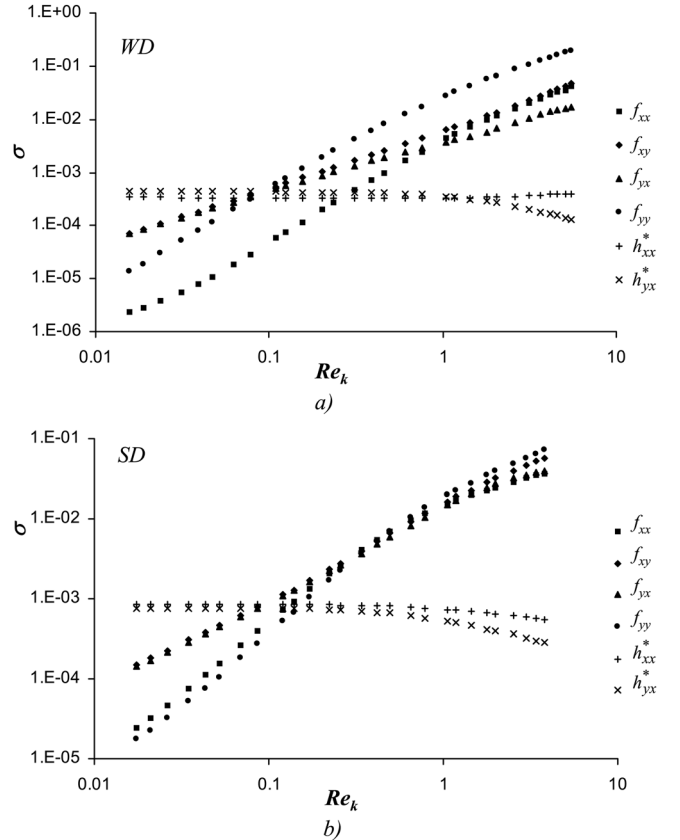 1.E+00
WD
1.E-01
1.E-02
1.E-03
1.E-04
1.E-05
1.E-06
σ
0.01
0.1
1
10
Re_k
a)
f_xx
f_xy
f_yx
f_yy
h*_xx
h*_yx
1.E-01
SD
1.E-02
1.E-03
1.E-04
1.E-05
σ
0.01
0.1
1
10
Re_k
b)
f_xx
f_xy
f_yx
f_yy
h*_xx
h*_yx